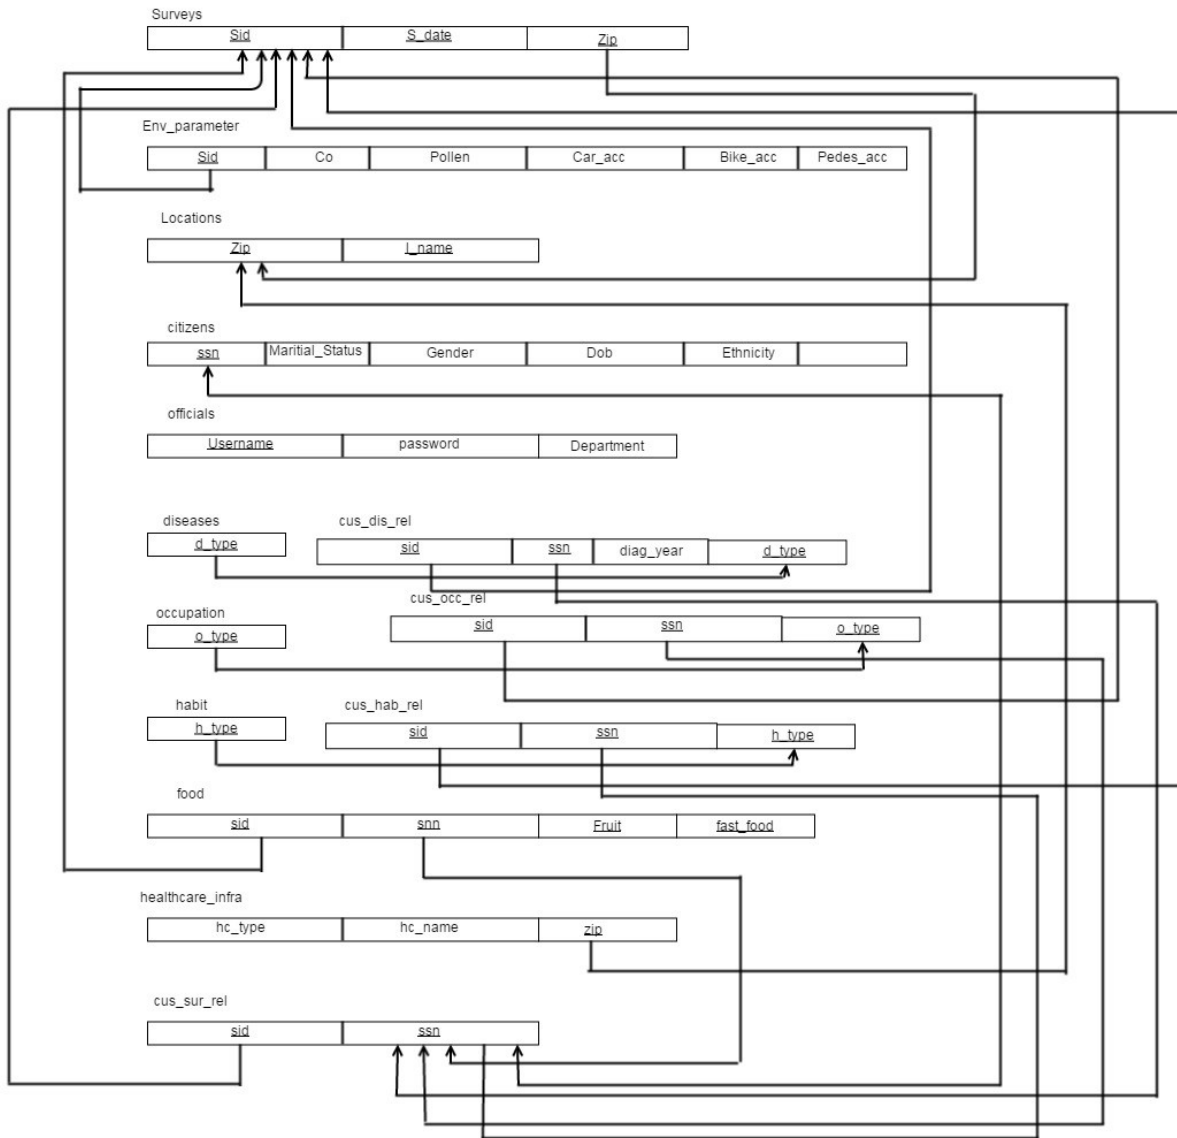 Surveys
Sid S_date Zip
Env_parameter
Sid Co Pollen Car_acc Bike_acc Pedes_acc
Locations
Zip l_name
citizens
ssn Maritial_Status Gender Dob Ethnicity
officials
Username password Department
diseases cus_dis_rel
d_type sid ssn diag_year d_type
occupation cus_occ_rel
o_type sid ssn o_type
habit cus_hab_rel
h_type sid ssn h_type
food
sid snn Fruit fast_food
healthcare_infra
hc_type hc_name zip
cus_sur_rel
sid ssn